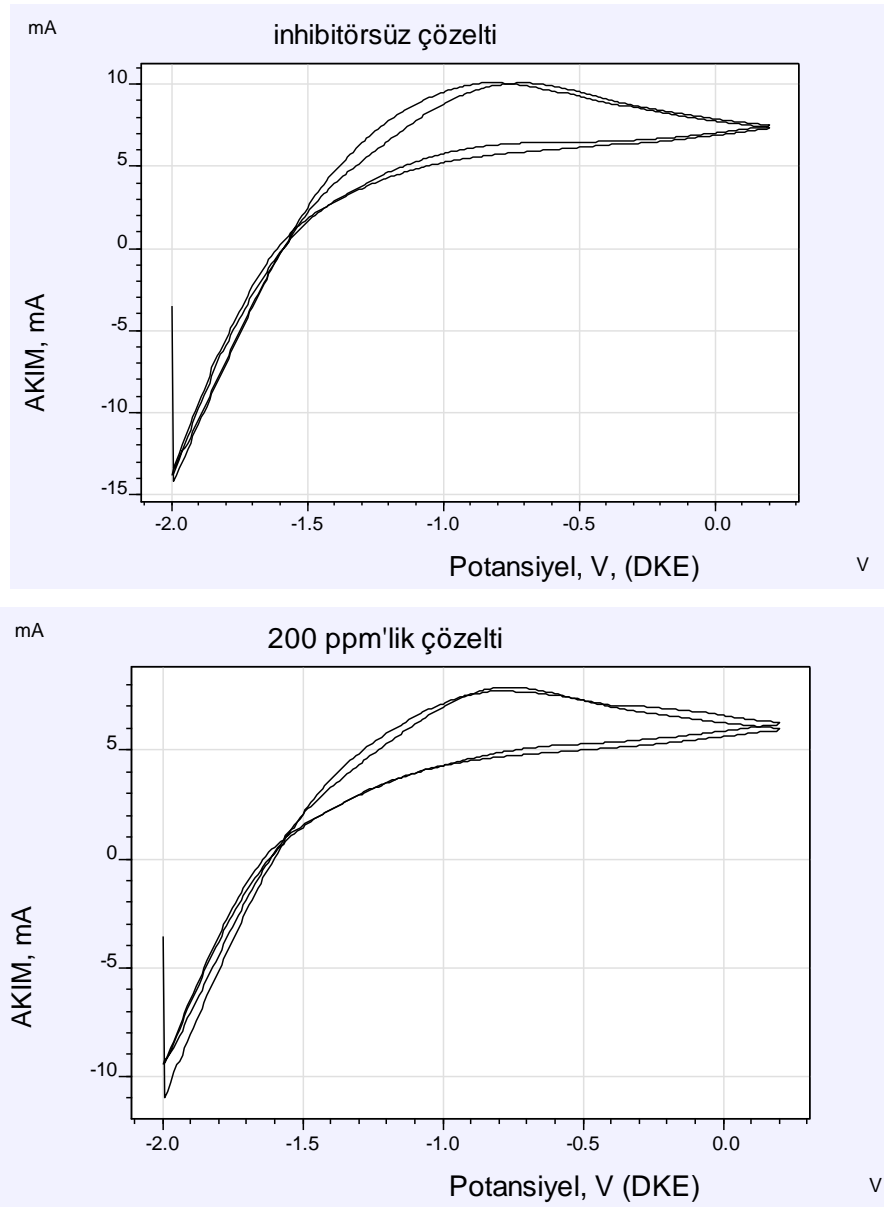 mA
inhibitörsüz çözelti
10
5
0
-5
-10
-15
AKIM, mA
-2.0 -1.5 -1.0 -0.5 0.0
Potansiyel, V, (DKE)
V
mA
200 ppm'lik çözelti
5
0
-5
-10
AKIM, mA
-2.0 -1.5 -1.0 -0.5 0.0
Potansiyel, V (DKE)
V